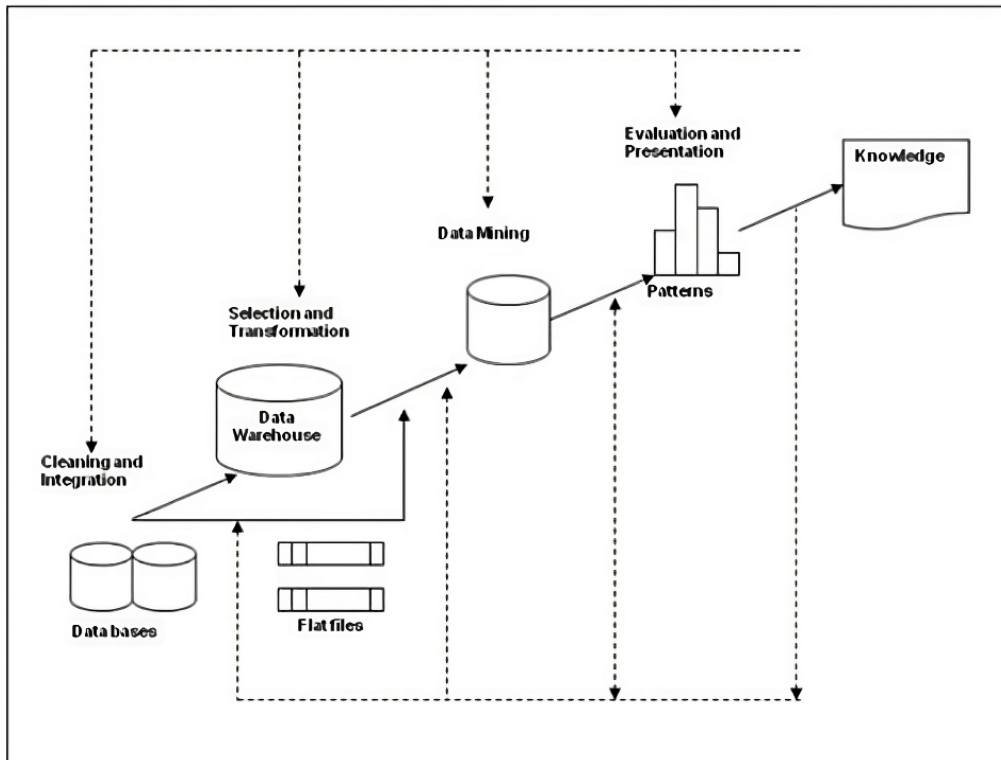 Evaluation and
Presentation
Knowledge
Data Mining
Patterns
Selection and
Transformation
Data
Warehouse
Cleaning and
Integration
Data bases
Flat files